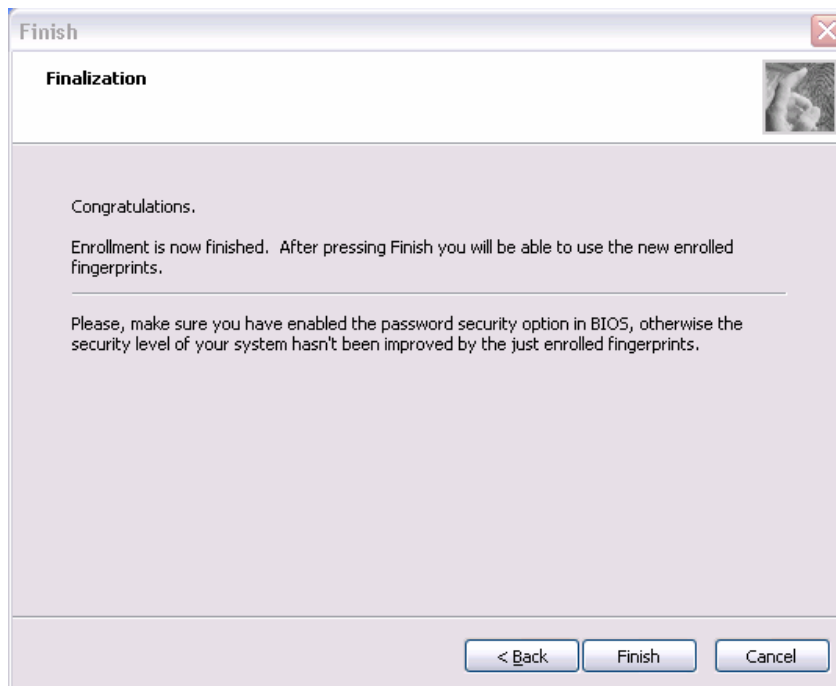 Finish
Finalization
Congratulations.
Enrollment is now finished.  After pressing Finish you will be able to use the new enrolled
fingerprints.
Please, make sure you have enabled the password security option in BIOS, otherwise the
security level of your system hasn't been improved by the just enrolled fingerprints.
< Back
Finish
Cancel